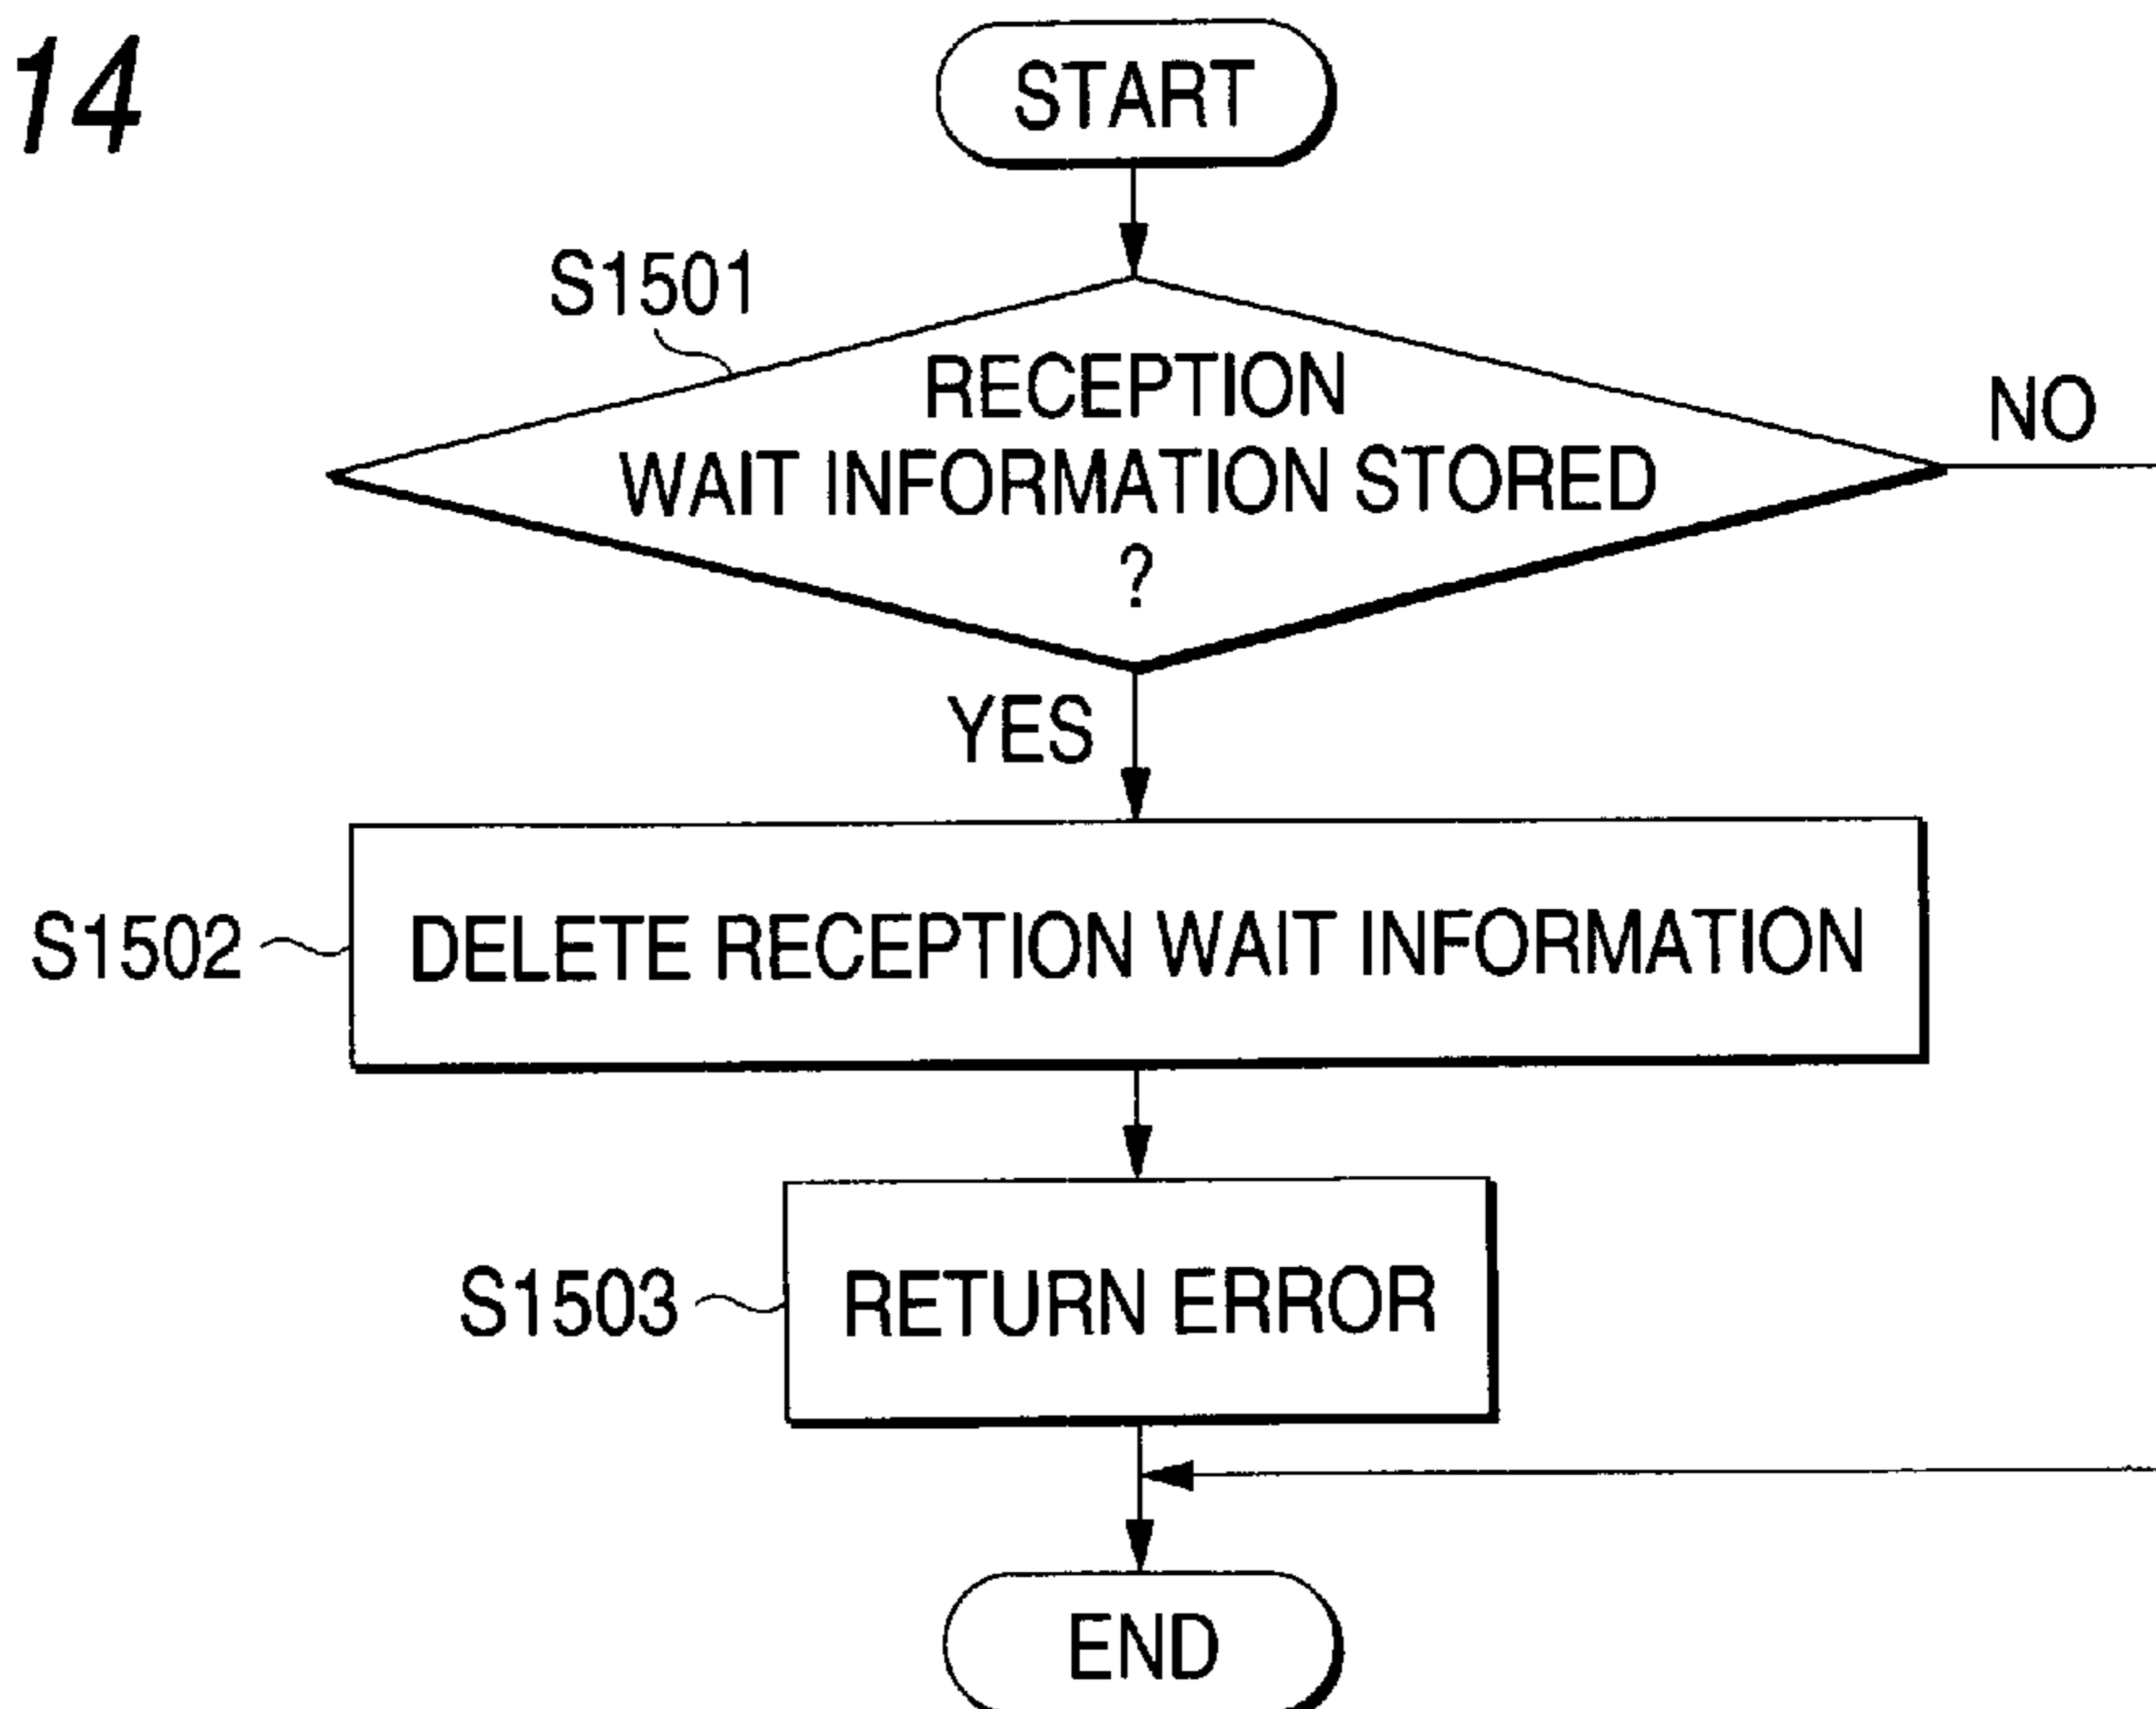 14
START
S1501
RECEPTION
WAIT INFORMATION STORED
?
NO
YES
S1502
DELETE RECEPTION WAIT INFORMATION
S1503
RETURN ERROR
END